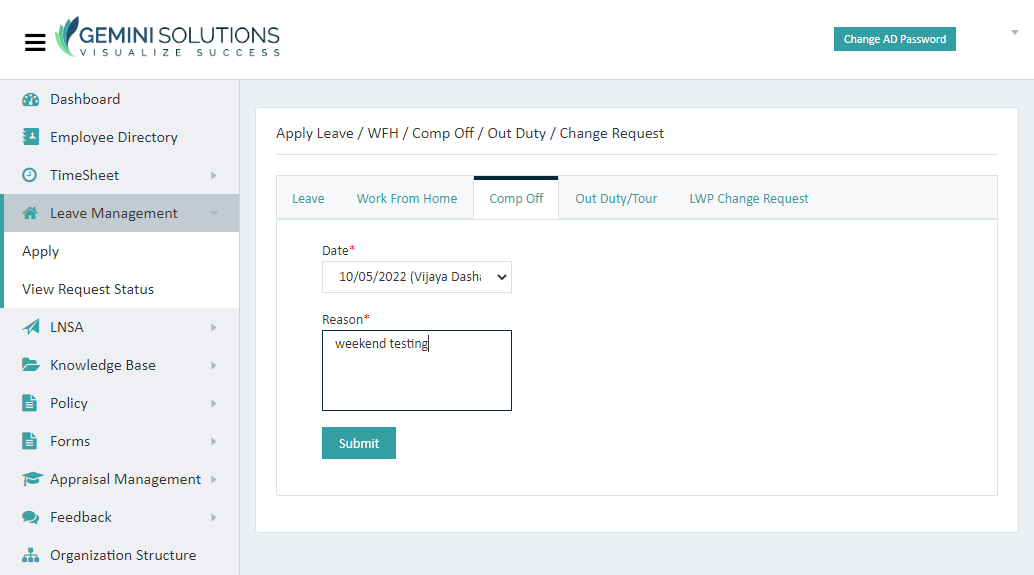 GEMINI SOLUTIONS
VISUALIZE SUCCESS
Change AD Password
Dashboard
Employee Directory
TimeSheet
Leave Management
Apply
View Request Status
LNSA
Knowledge Base
Policy
Forms
Appraisal Management
Feedback
Organization Structure
Apply Leave / WFH / Comp Off / Out Duty / Change Request
Leave Work From Home Comp Off Out Duty/Tour LWP Change Request
Date*
10/05/2022 (Vijaya Dasha
Reason*
weekend testing
Submit